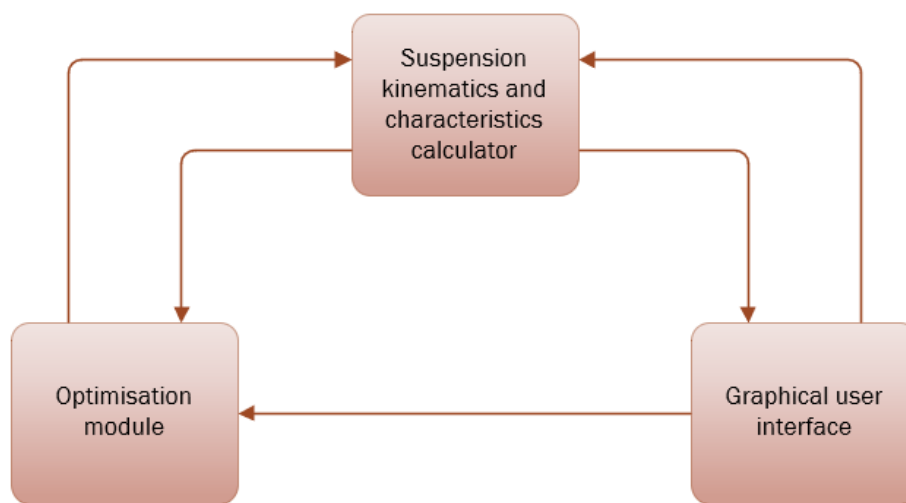 Suspension
kinematics and
characteristics
calculator
Optimisation
module
Graphical user
interface